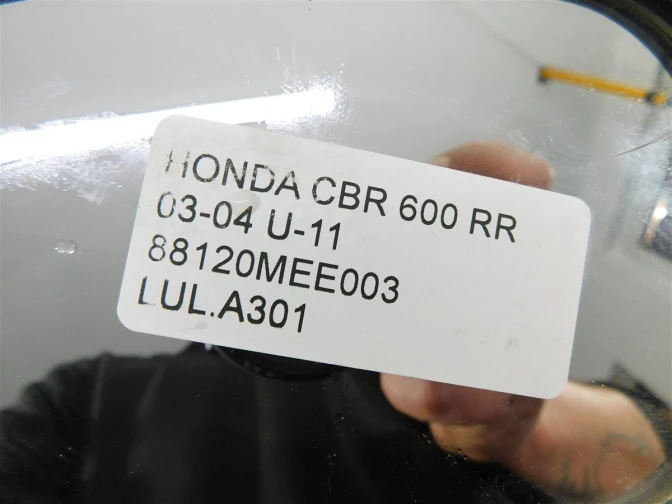 HONDA CBR 600 RR
03-04 U-11
88120MEE003
LUL.A301